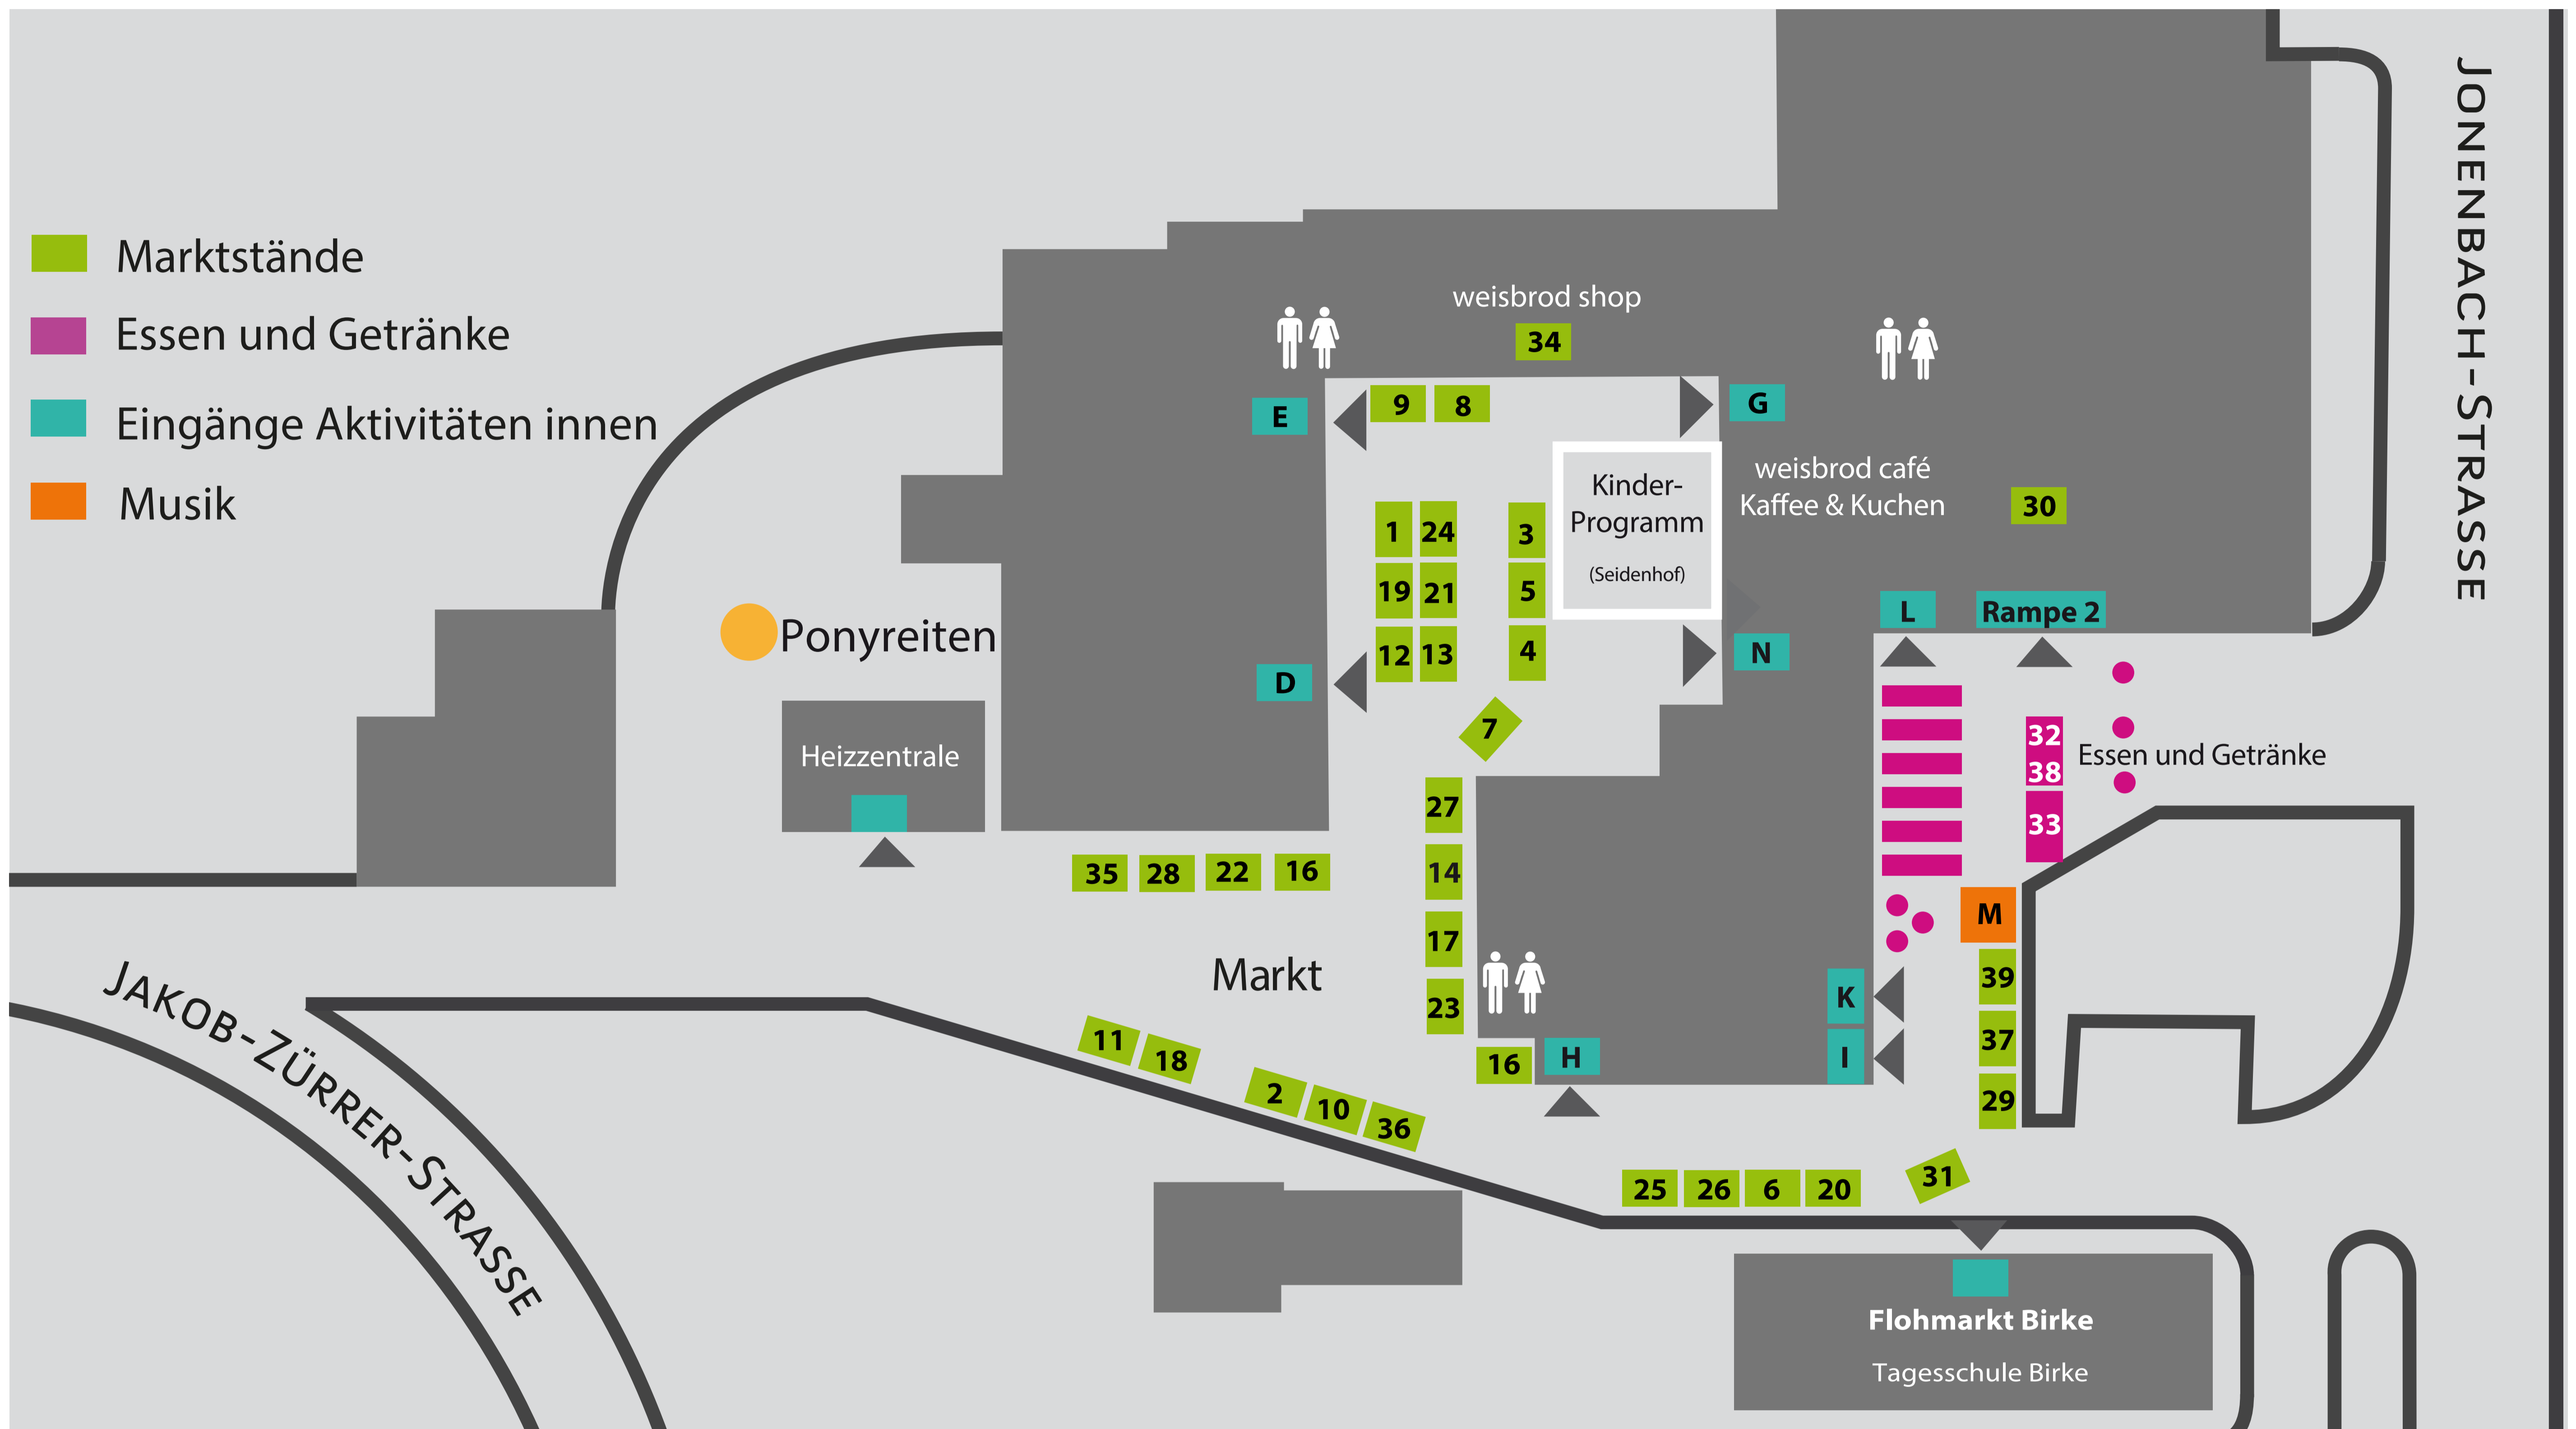 Marktstände
Essen und Getränke
Eingänge Aktivitäten innen
Musik
JONENBACH-STRASSE
weisbrod shop
34
E
9 8
G
Kinder-
Programm
(Seidenhof)
weisbrod café
Kaffee & Kuchen
30
1 24 3
19 21 5
12 13 4
L
Rampe 2
N
Ponyreiten
D
7
Heizzentrale
32
38
33
Essen und Getränke
27
14
17
23
35 28 22 16
M
Markt
39
37
29
K
I
16
H
11 18
2 10 36
25 26 6 20
31
JAKOB-ZÜRRER-STRASSE
Flohmarkt Birke
Tagesschule Birke